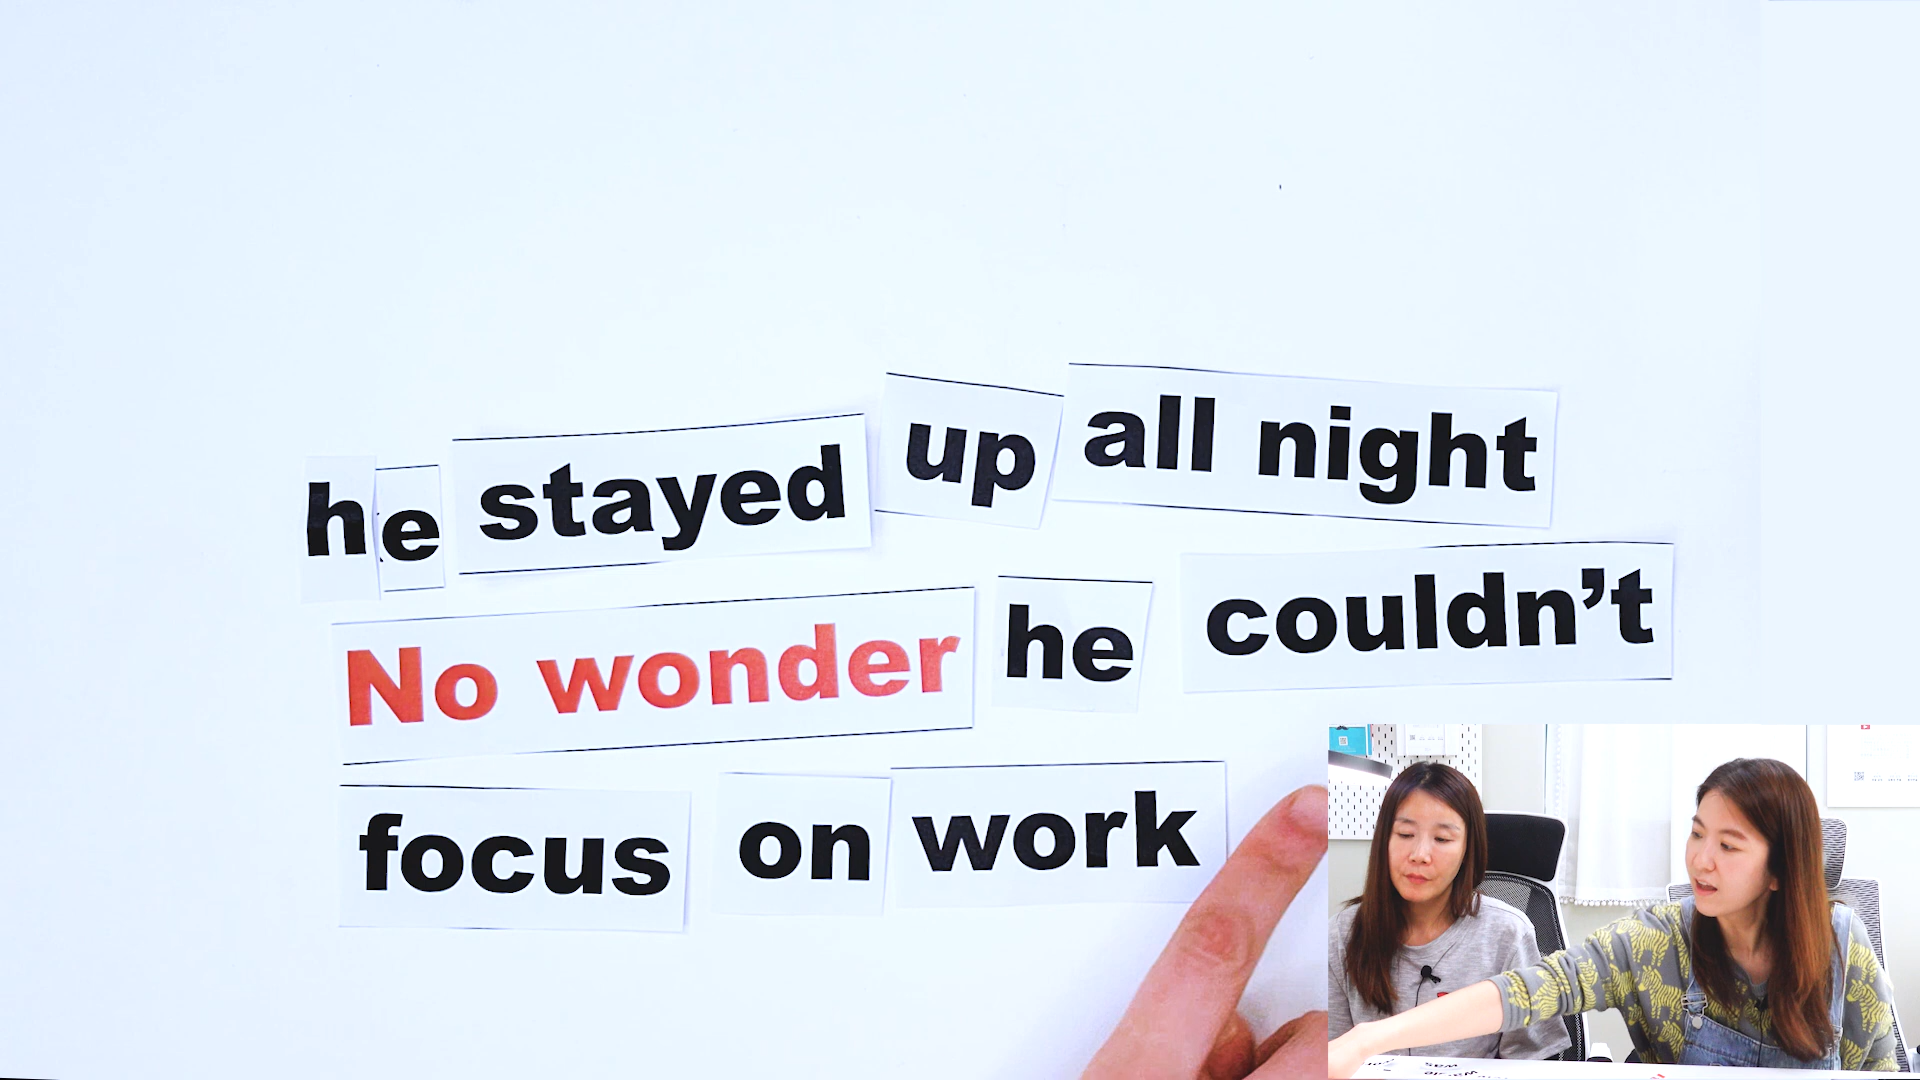 he stayed up all night
No wonder he couldn't
focus on work